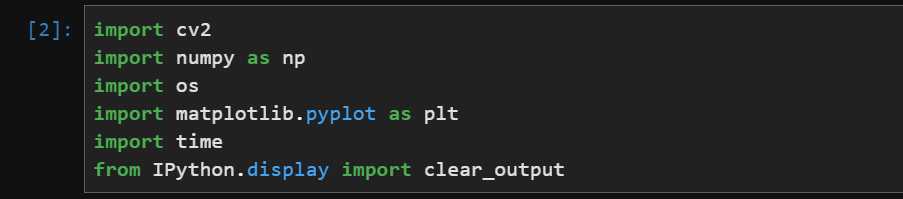 [2]:
import cv2
import numpy as np
import os
import matplotlib.pyplot as plt
import time
from IPython.display import clear_output